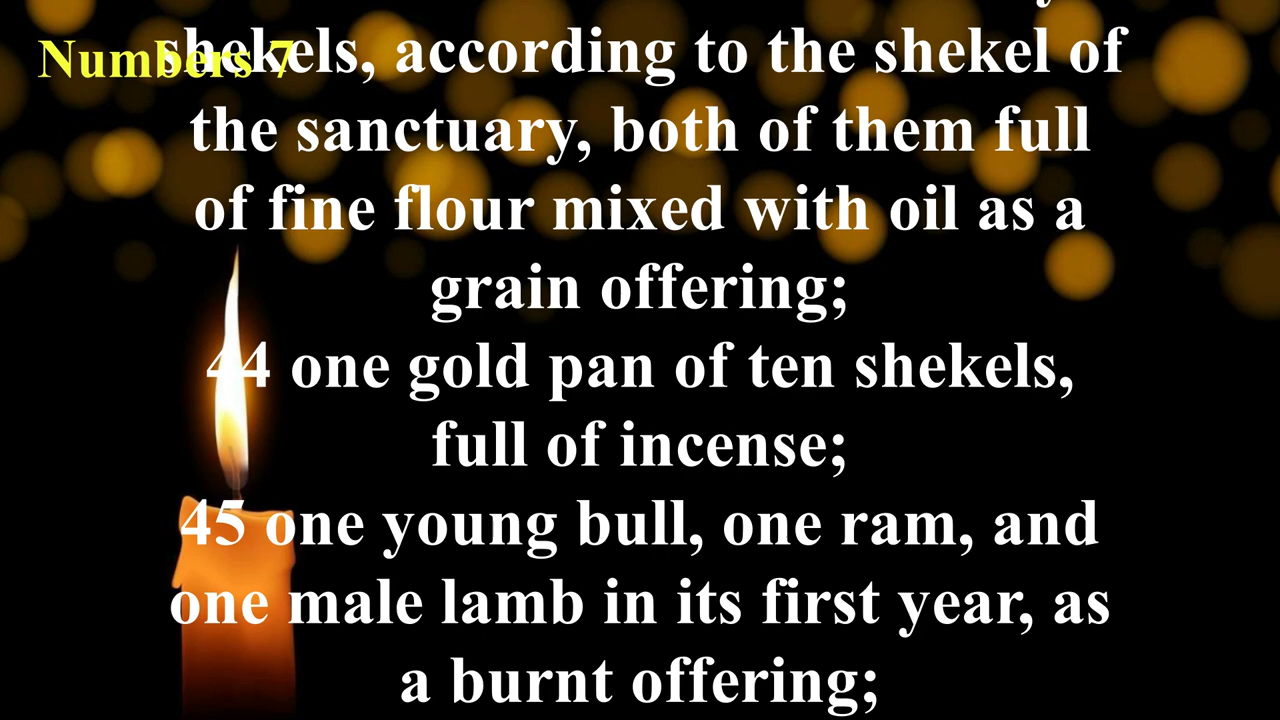 Numbers 7
shekels, according to the shekel of
the sanctuary, both of them full
of fine flour mixed with oil as a
grain offering;
44 one gold pan of ten shekels,
full of incense;
45 one young bull, one ram, and
one male lamb in its first year, as
a burnt offering;